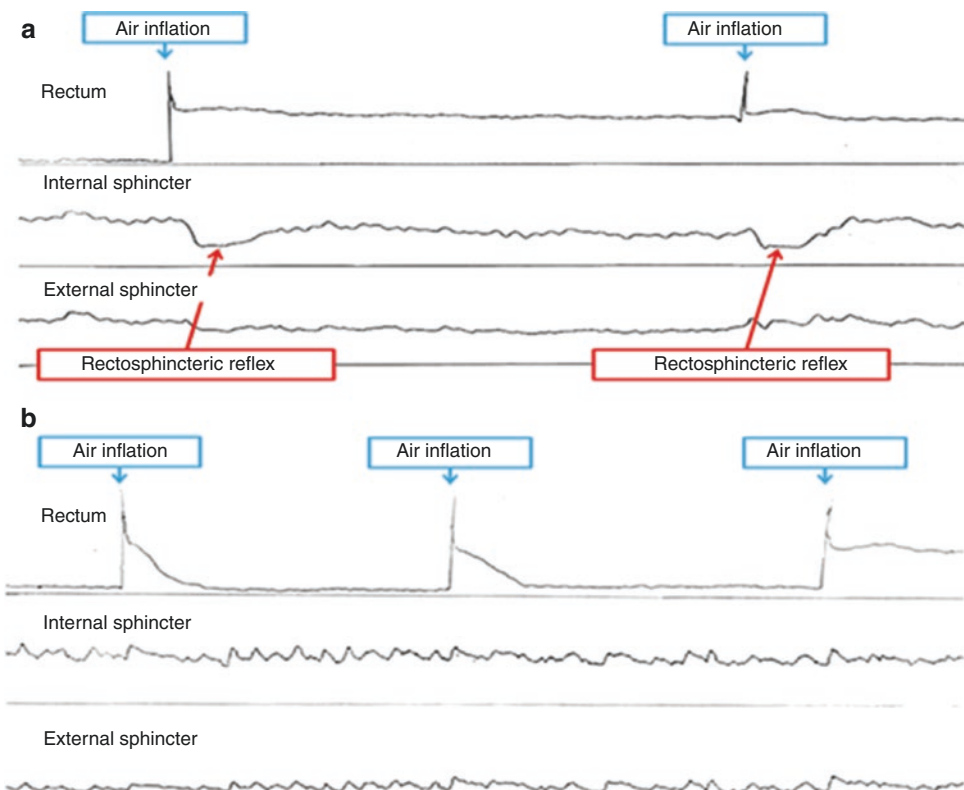 a
Air inflation
Air inflation
Rectum
Internal sphincter
External sphincter
Rectosphincteric reflex
Rectosphincteric reflex
b
Air inflation
Air inflation
Air inflation
Rectum
Internal sphincter
External sphincter